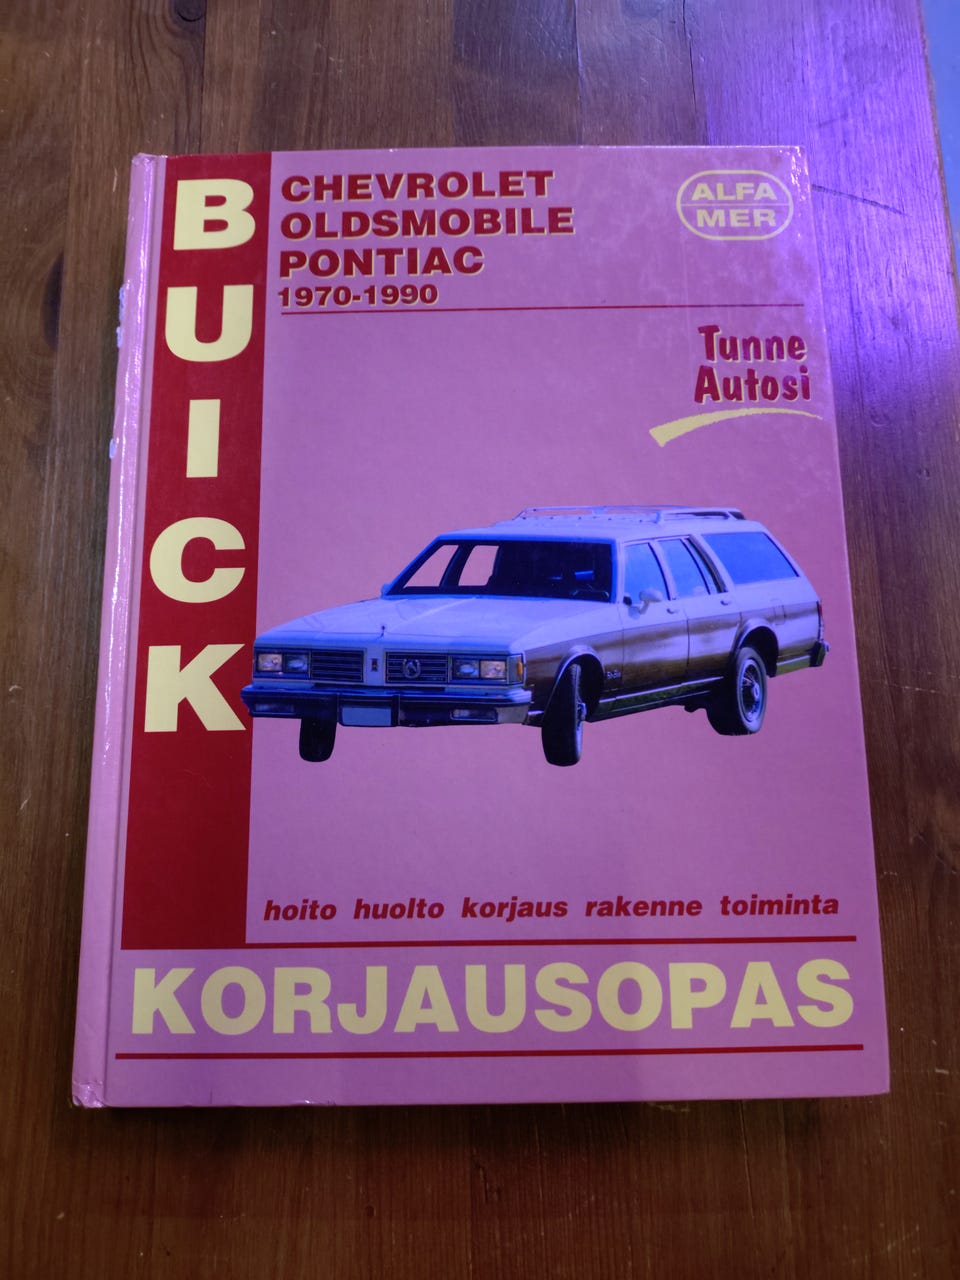 BUICK
CHEVROLET
OLDSMOBILE
PONTIAC
1970-1990
ALFA
MER
Tunne
Autosi
hoito huolto korjaus rakenne toiminta
KORJAUSOPAS